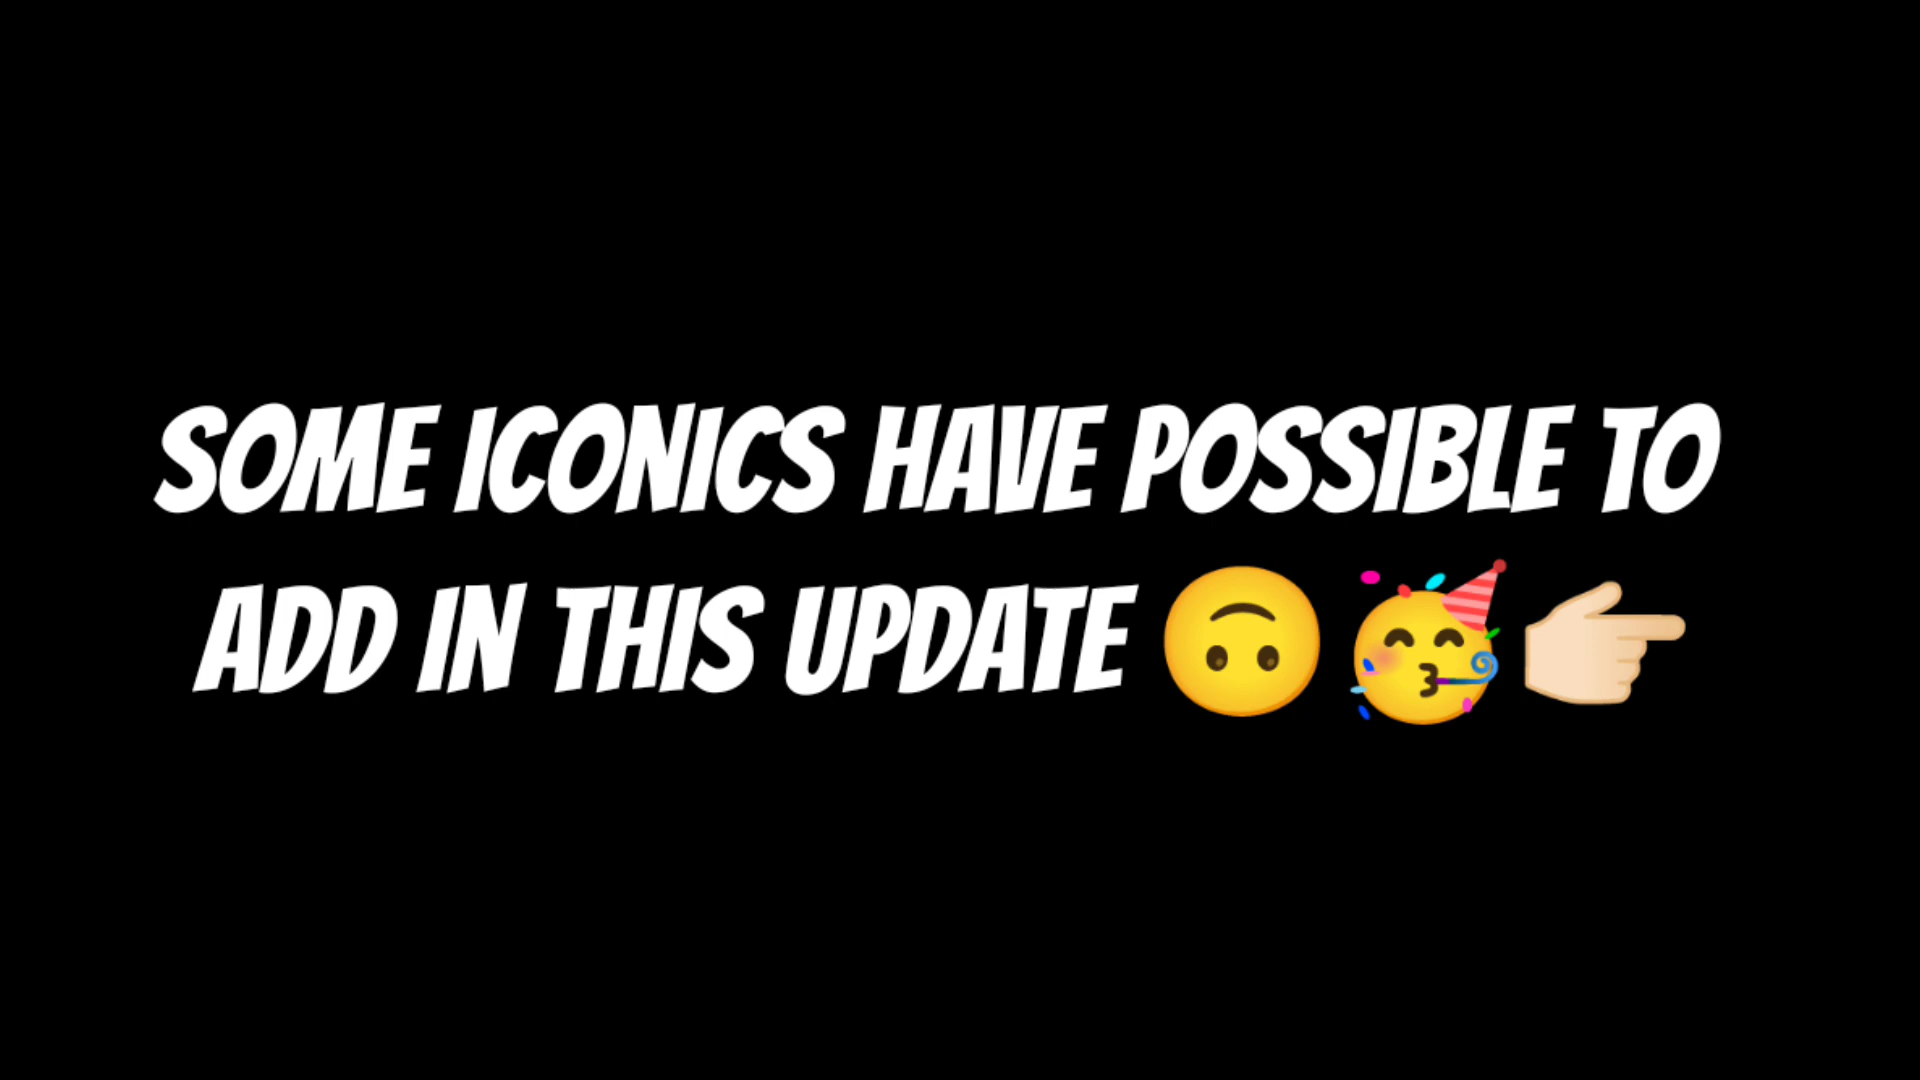 SOME ICONICS HAVE POSSIBLE TO
ADD IN THIS UPDATE 🙃🥳👉🏻